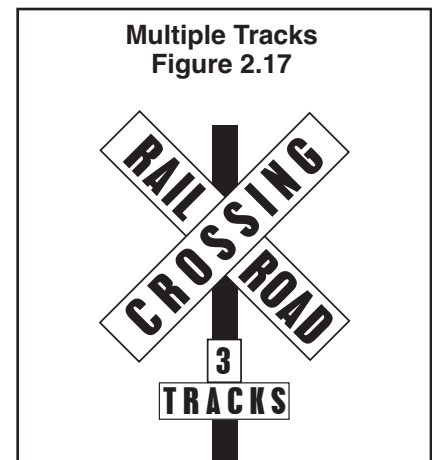 Multiple Tracks
Figure 2.17
RAIL ROAD
CROSSING
3
TRACKS